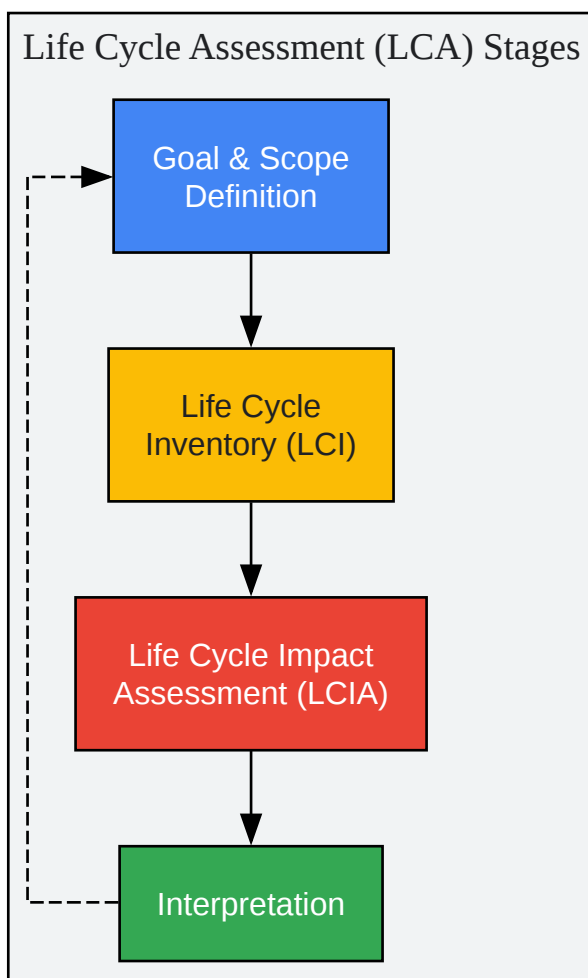 Life Cycle Assessment (LCA) Stages
Goal & Scope
Definition
Life Cycle
Inventory (LCI)
Life Cycle Impact
Assessment (LCIA)
Interpretation